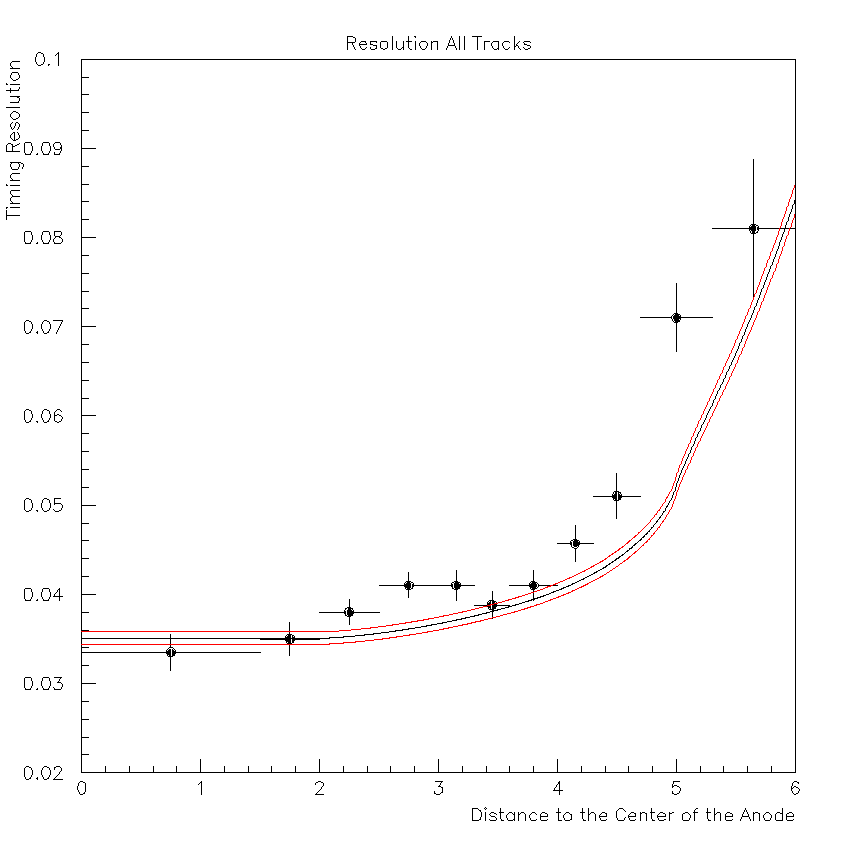 Resolution All Tracks
Timing Resolution
0.1
0.09
0.08
0.07
0.06
0.05
0.04
0.03
0.02
0 1 2 3 4 5 6
Distance to the Center of the Anode